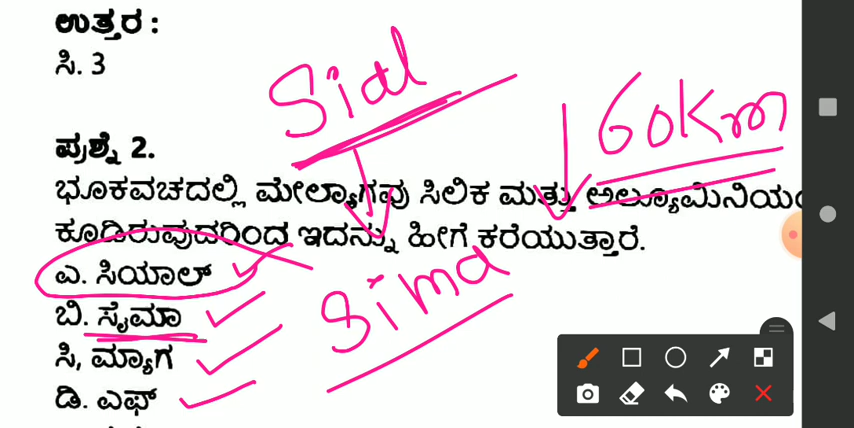 ಉತ್ತರ :
ಸಿ. 3
Sial
60Km
ಪ್ರಶ್ನೆ 2.
ಭೂಕವಚದಲ್ಲಿ ಮೇಲ್ಭಾಗವು ಸಿಲಿಕ ಮತ್ತು ಅಲ್ಯೂಮಿನಿಯಂ
ಕೂಡಿರುವುದರಿಂದ ಇದನ್ನು ಹೀಗೆ ಕರೆಯುತ್ತಾರೆ.
ಎ. ಸಿಯಾಲ್
ಬಿ. ಸೈಮಾ
Sima
ಸಿ, ಮ್ಯಾಗ
ಡಿ. ಎಫ್